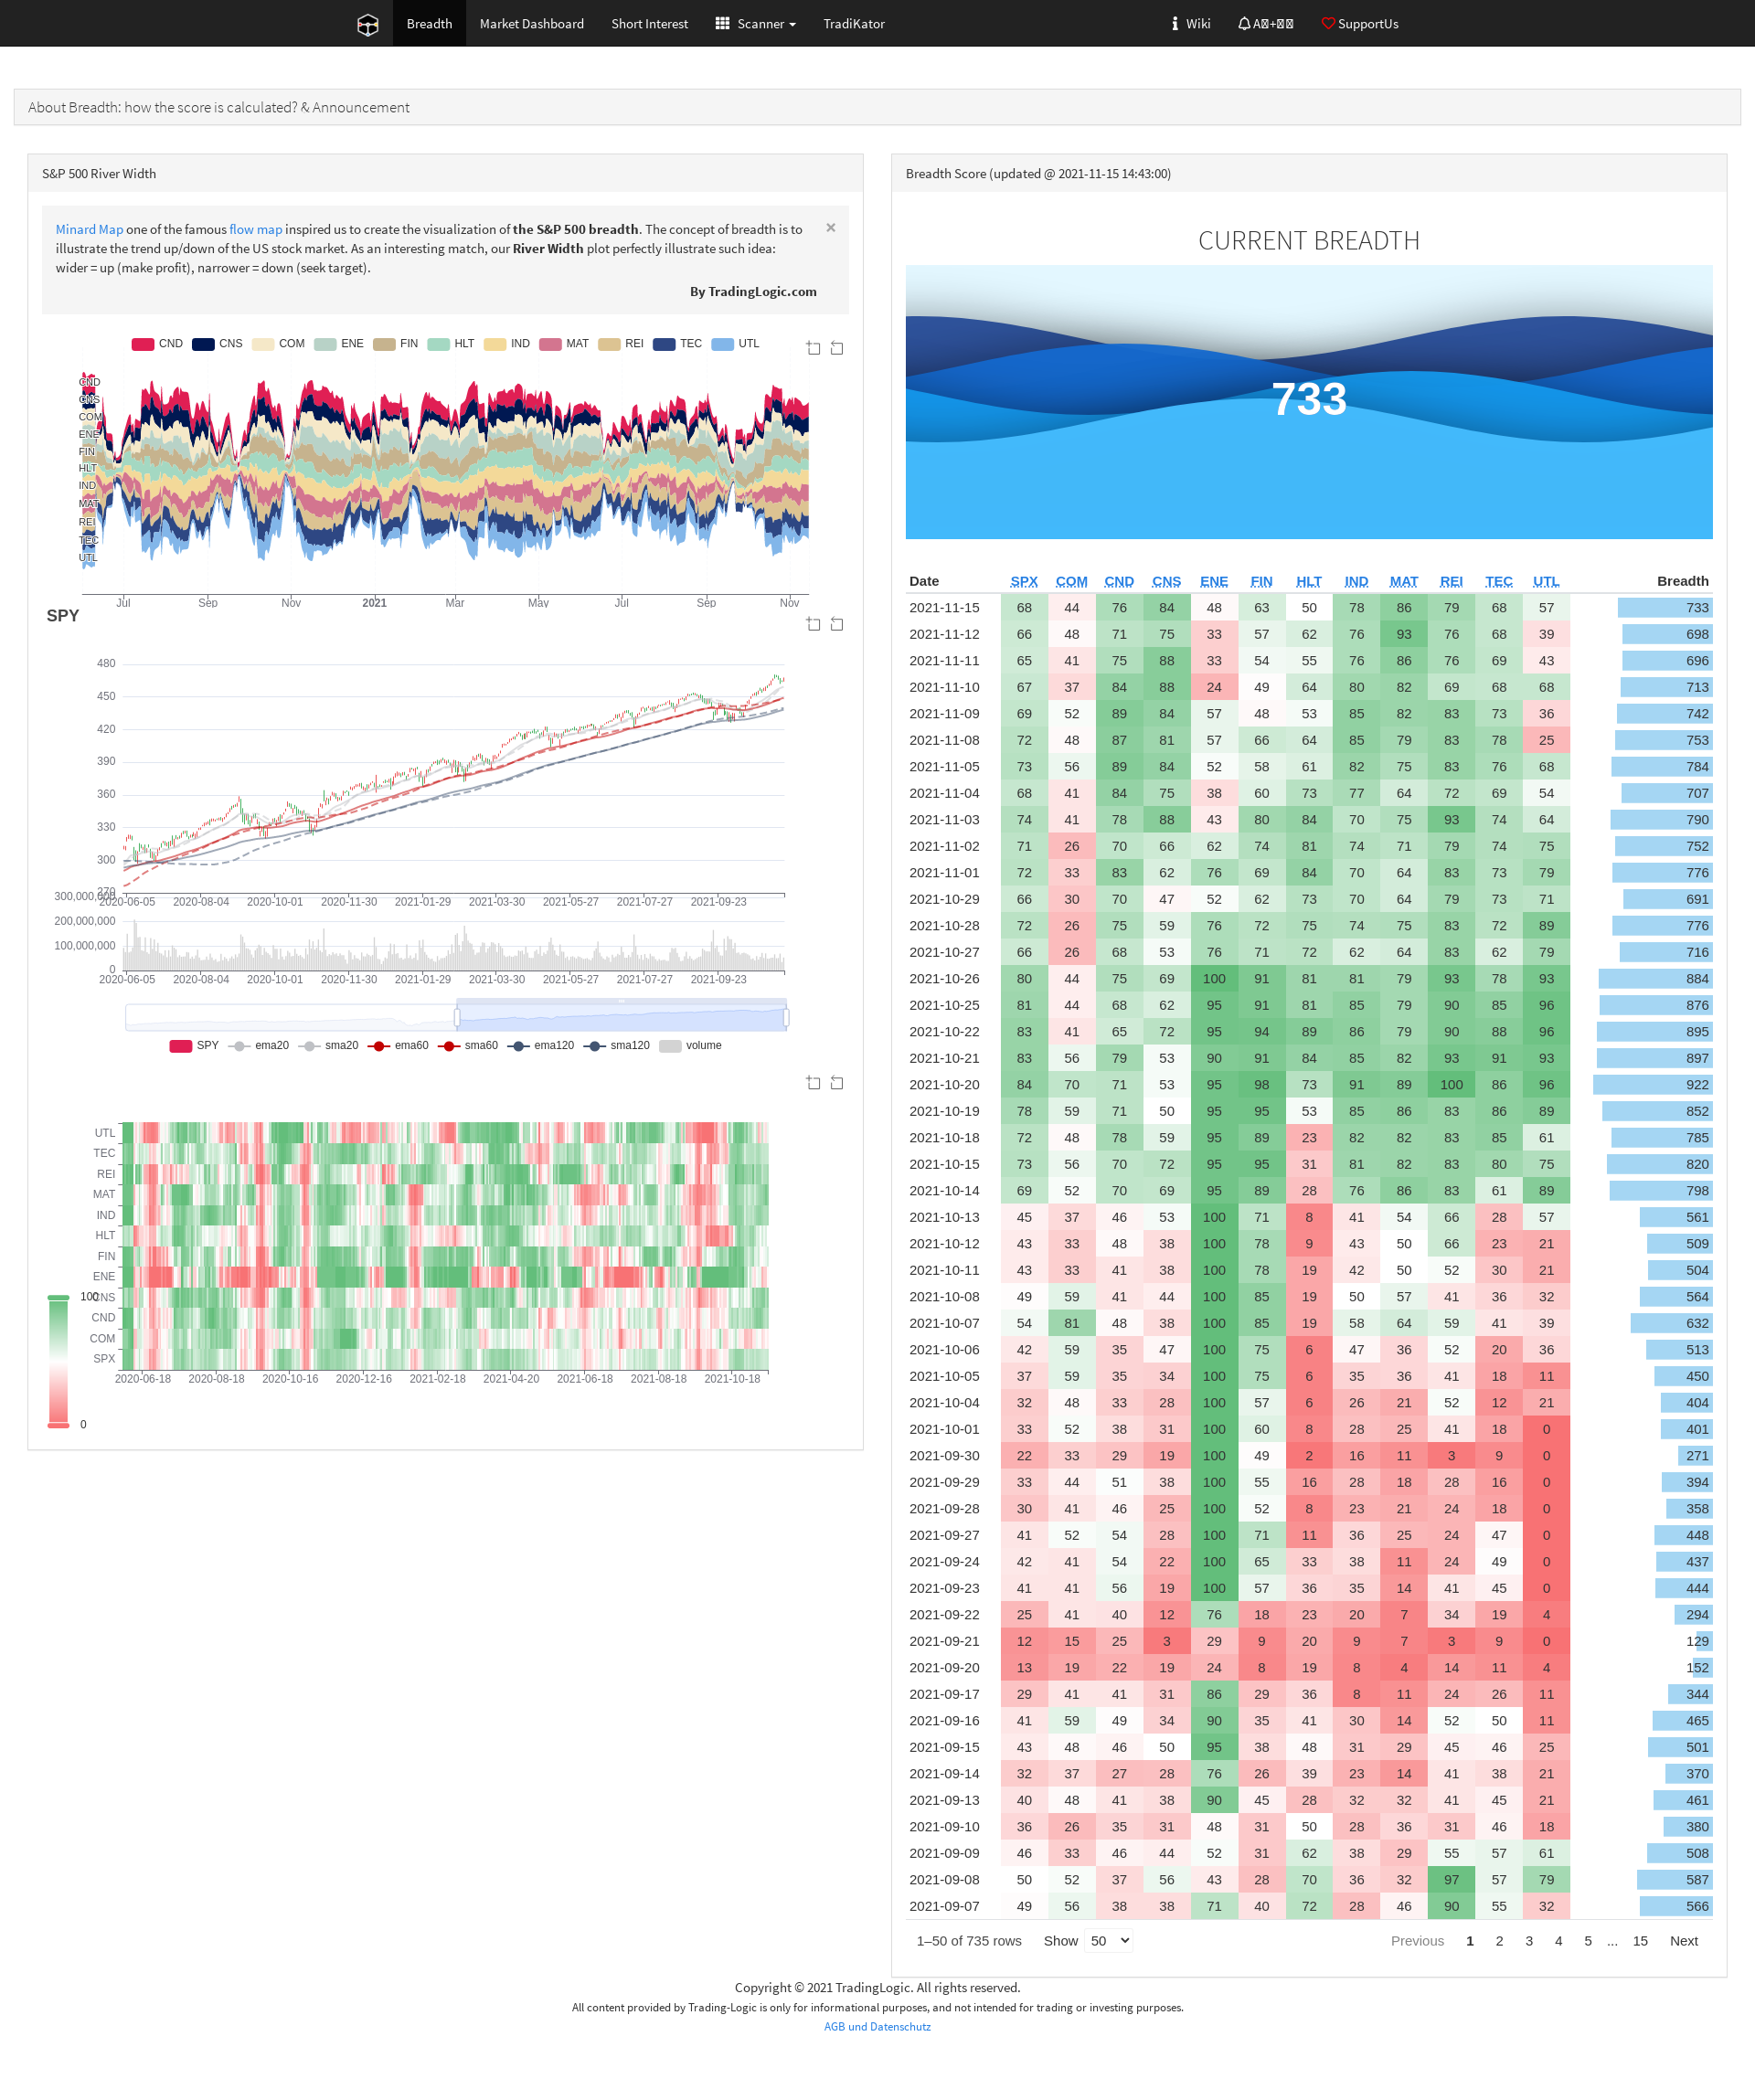 Breadth Market Dashboard Short Interest Scanner TradiKator Wiki SupportUs
About Breadth: how the score is calculated? & Announcement
S&P 500 River Width
Minard Map one of the famous flow map inspired us to create the visualization of the S&P 500 breadth. The concept of breadth is to
illustrate the trend up/down of the US stock market. As an interesting match, our River Width plot perfectly illustrate such idea:
wider = up (make profit), narrower = down (seek target).
×
By TradingLogic.com
CND CNS COM ENE FIN HLT IND MAT REI TEC UTL
CND
CNS
COM
ENE
FIN
HLT
IND
MAT
REI
TEC
UTL
Jul Sep Nov 2021 Mar May Jul Sep Nov
SPY
480
450
420
390
360
330
300
270
2020-06-05 2020-08-04 2020-10-01 2020-11-30 2021-01-29 2021-03-30 2021-05-27 2021-07-27 2021-09-23
300,000,000
200,000,000
100,000,000
0
2020-06-05 2020-08-04 2020-10-01 2020-11-30 2021-01-29 2021-03-30 2021-05-27 2021-07-27 2021-09-23
SPY ema20 sma20 ema60 sma60 ema120 sma120 volume
UTL
TEC
REI
MAT
IND
HLT
FIN
ENE
CNS
CND
COM
SPX
2020-06-18 2020-08-18 2020-10-16 2020-12-16 2021-02-18 2021-04-20 2021-06-18 2021-08-18 2021-10-18
100
0
Breadth Score (updated @ 2021-11-15 14:43:00)
CURRENT BREADTH
733
Date SPX COM CND CNS ENE FIN HLT IND MAT REI TEC UTL Breadth
2021-11-15 68 44 76 84 48 63 50 78 86 79 68 57 733
2021-11-12 66 48 71 75 33 57 62 76 93 76 68 39 698
2021-11-11 65 41 75 88 33 54 55 76 86 76 69 43 696
2021-11-10 67 37 84 88 24 49 64 80 82 69 68 68 713
2021-11-09 69 52 89 84 57 48 53 85 82 83 73 36 742
2021-11-08 72 48 87 81 57 66 64 85 79 83 78 25 753
2021-11-05 73 56 89 84 52 58 61 82 75 83 76 68 784
2021-11-04 68 41 84 75 38 60 73 77 64 72 69 54 707
2021-11-03 74 41 78 88 43 80 84 70 75 93 74 64 790
2021-11-02 71 26 70 66 62 74 81 74 71 79 74 75 752
2021-11-01 72 33 83 62 76 69 84 70 64 83 73 79 776
2021-10-29 66 30 70 47 52 62 73 70 64 79 73 71 691
2021-10-28 72 26 75 59 76 72 75 74 75 83 72 89 776
2021-10-27 66 26 68 53 76 71 72 62 64 83 62 79 716
2021-10-26 80 44 75 69 100 91 81 81 79 93 78 93 884
2021-10-25 81 44 68 62 95 91 81 85 79 90 85 96 876
2021-10-22 83 41 65 72 95 94 89 86 79 90 88 96 895
2021-10-21 83 56 79 53 90 91 84 85 82 93 91 93 897
2021-10-20 84 70 71 53 95 98 73 91 89 100 86 96 922
2021-10-19 78 59 71 50 95 95 53 85 86 83 86 89 852
2021-10-18 72 48 78 59 95 89 23 82 82 83 85 61 785
2021-10-15 73 56 70 72 95 95 31 81 82 83 80 75 820
2021-10-14 69 52 70 69 95 89 28 76 86 83 61 89 798
2021-10-13 45 37 46 53 100 71 8 41 54 66 28 57 561
2021-10-12 43 33 48 38 100 78 9 43 50 66 23 21 509
2021-10-11 43 33 41 38 100 78 19 42 50 52 30 21 504
2021-10-08 49 59 41 44 100 85 19 50 57 41 36 32 564
2021-10-07 54 81 48 38 100 85 19 58 64 59 41 39 632
2021-10-06 42 59 35 47 100 75 6 47 36 52 20 36 513
2021-10-05 37 59 35 34 100 75 6 35 36 41 18 11 450
2021-10-04 32 48 33 28 100 57 6 26 21 52 12 21 404
2021-10-01 33 52 38 31 100 60 8 28 25 41 18 0 401
2021-09-30 22 33 29 19 100 49 2 16 11 3 9 0 271
2021-09-29 33 44 51 38 100 55 16 28 18 28 16 0 394
2021-09-28 30 41 46 25 100 52 8 23 21 24 18 0 358
2021-09-27 41 52 54 28 100 71 11 36 25 24 47 0 448
2021-09-24 42 41 54 22 100 65 33 38 11 24 49 0 437
2021-09-23 41 41 56 19 100 57 36 35 14 41 45 0 444
2021-09-22 25 41 40 12 76 18 23 20 7 34 19 4 294
2021-09-21 12 15 25 3 29 9 20 9 7 3 9 0 129
2021-09-20 13 19 22 19 24 8 19 8 4 14 11 4 152
2021-09-17 29 41 41 31 86 29 36 8 11 24 26 11 344
2021-09-16 41 59 49 34 90 35 41 30 14 52 50 11 465
2021-09-15 43 48 46 50 95 38 48 31 29 45 46 25 501
2021-09-14 32 37 27 28 76 26 39 23 14 41 38 21 370
2021-09-13 40 48 41 38 90 45 28 32 32 41 45 21 461
2021-09-10 36 26 35 31 48 31 50 28 36 31 46 18 380
2021-09-09 46 33 46 44 52 31 62 38 29 55 57 61 508
2021-09-08 50 52 37 56 43 28 70 36 32 97 57 79 587
2021-09-07 49 56 38 38 71 40 72 28 46 90 55 32 566
1–50 of 735 rows Show 50 Previous 1 2 3 4 5 ... 15 Next
Copyright © 2021 TradingLogic. All rights reserved.
All content provided by Trading-Logic is only for informational purposes, and not intended for trading or investing purposes.
AGB und Datenschutz